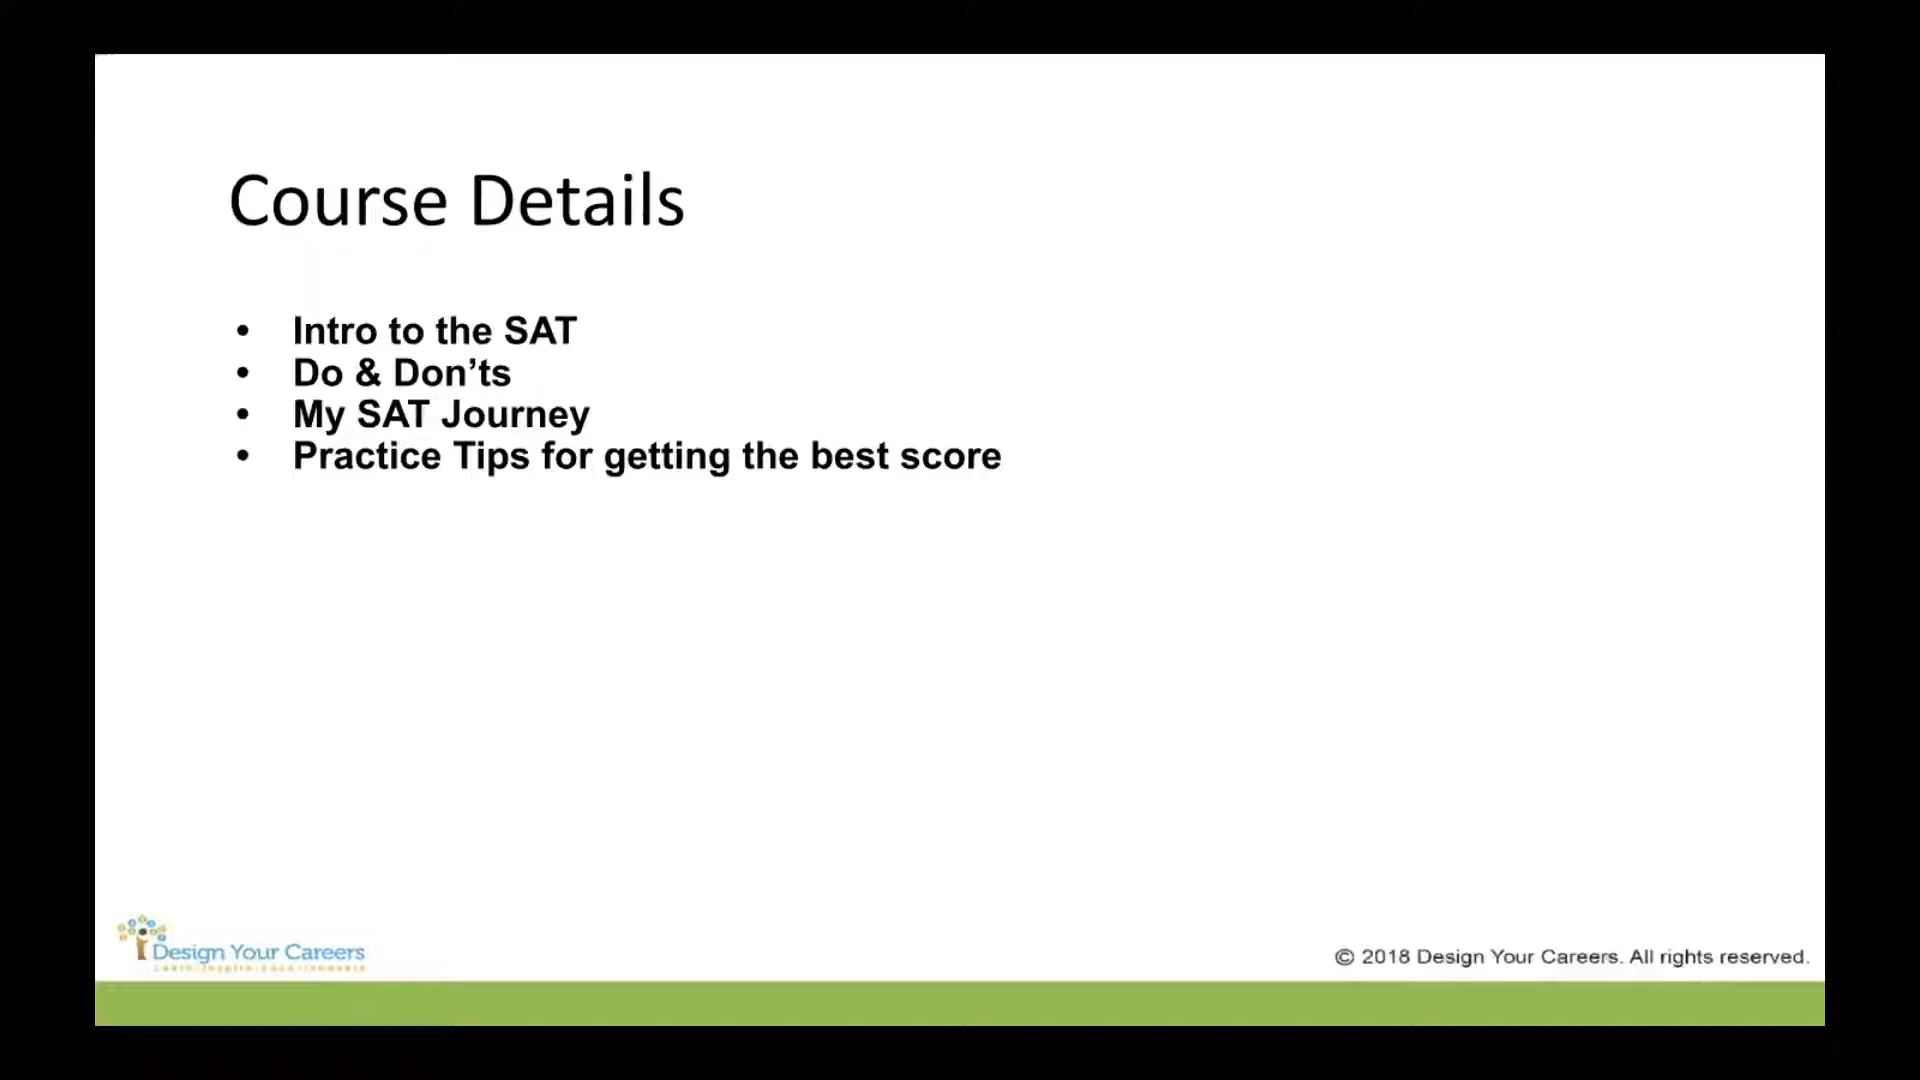 Course Details
• Intro to the SAT
• Do & Don’ts
• My SAT Journey
• Practice Tips for getting the best score
Design Your Careers
© 2018 Design Your Careers. All rights reserved.